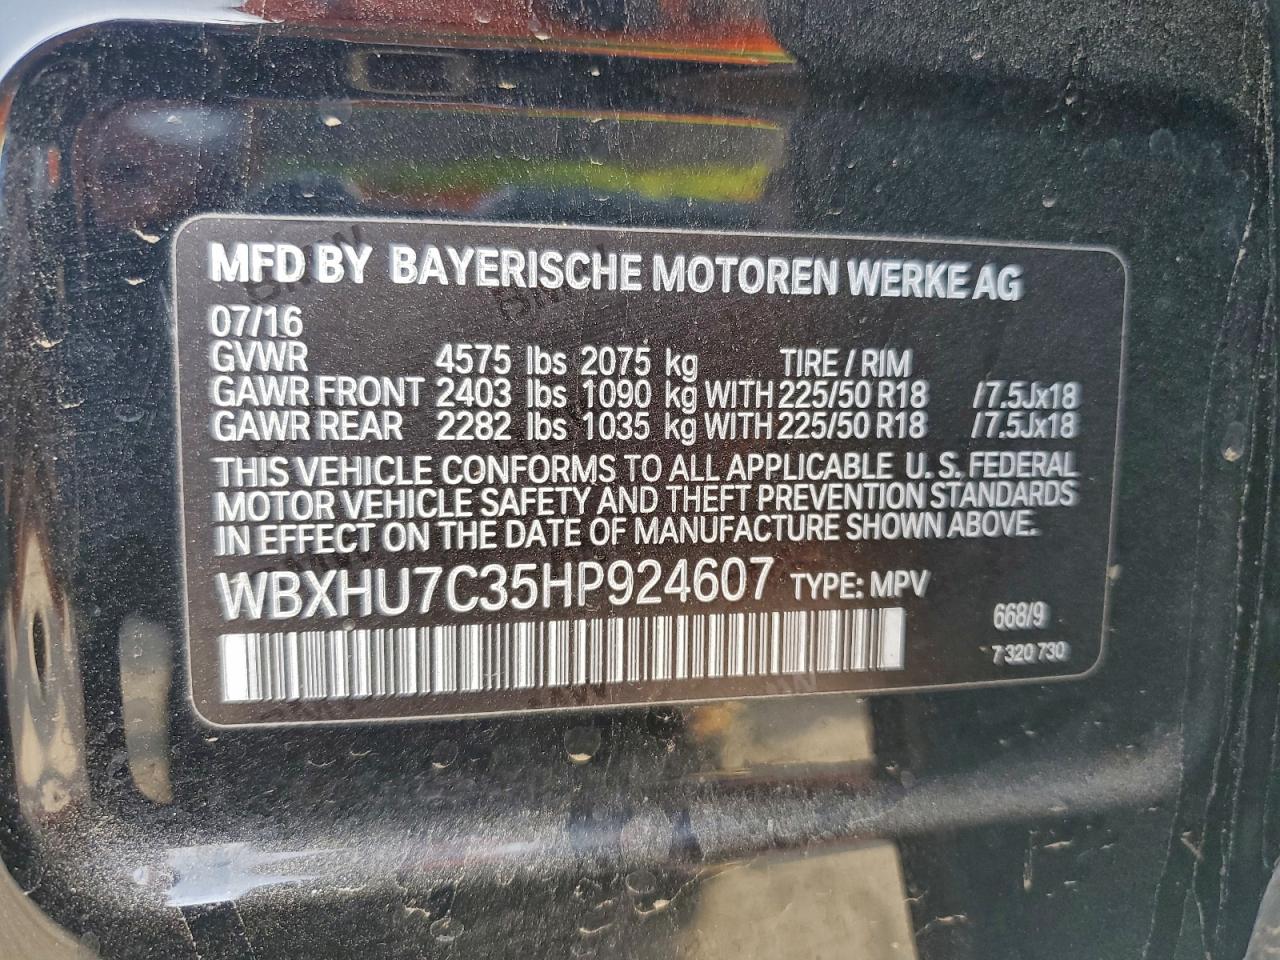 MFD BY BAYERISCHE MOTOREN WERKE AG
07/16
GVWR 4575 lbs 2075 kg TIRE / RIM
GAWR FRONT 2403 lbs 1090 kg WITH 225/50 R18 /7.5Jx18
GAWR REAR 2282 lbs 1035 kg WITH 225/50 R18 /7.5Jx18
THIS VEHICLE CONFORMS TO ALL APPLICABLE U.S. FEDERAL
MOTOR VEHICLE SAFETY AND THEFT PREVENTION STANDARDS
IN EFFECT ON THE DATE OF MANUFACTURE SHOWN ABOVE.
WBXHU7C35HP924607 TYPE: MPV
668/9
7 320 730